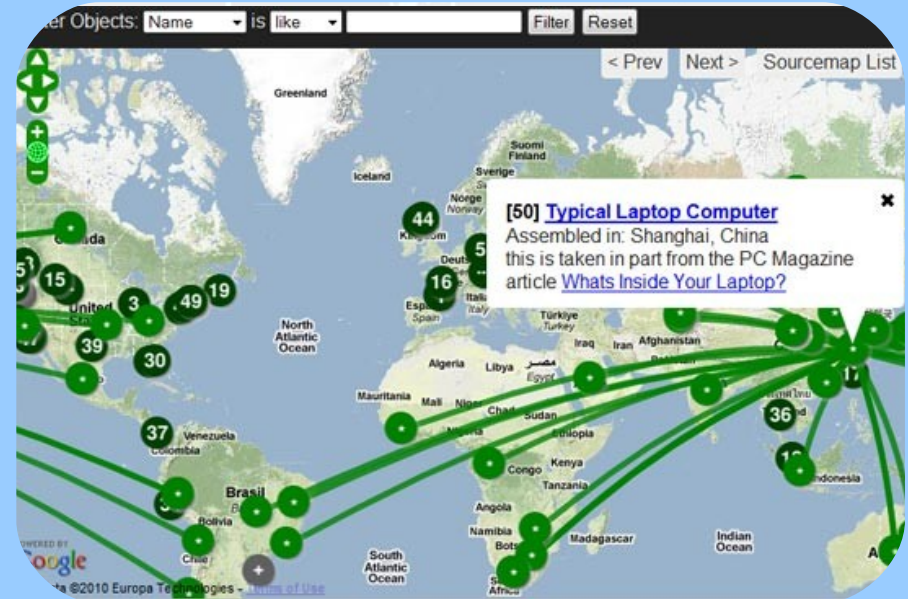 er Objects: Name is like Filter Reset
< Prev Next > Sourcemap List
Greenland
Iceland
Suomi
Finland
Sverige
Norge
Norway
[50] Typical Laptop Computer
Assembled in: Shanghai, China
this is taken in part from the PC Magazine
article Whats Inside Your Laptop?
44
16
15
3
49
19
39
30
United
North
Atlantic
Ocean
Spain
Italy
Türkiye
Turkey
Iraq
Iran
Afghanistan
Algeria
Libya
مصر
Egypt
Mauritania
Mali
Chad
Sudan
36
37
Venezuela
Colombia
Ethiopia
Kenya
Congo
Tanzania
Indonesia
Brasil
Bolivia
Chile
Angola
Namibia
Madagascar
Indian
Ocean
South
Atlantic
Ocean
Africa
POWERED BY
Google
©2010 Europa Technologies - Terms of Use